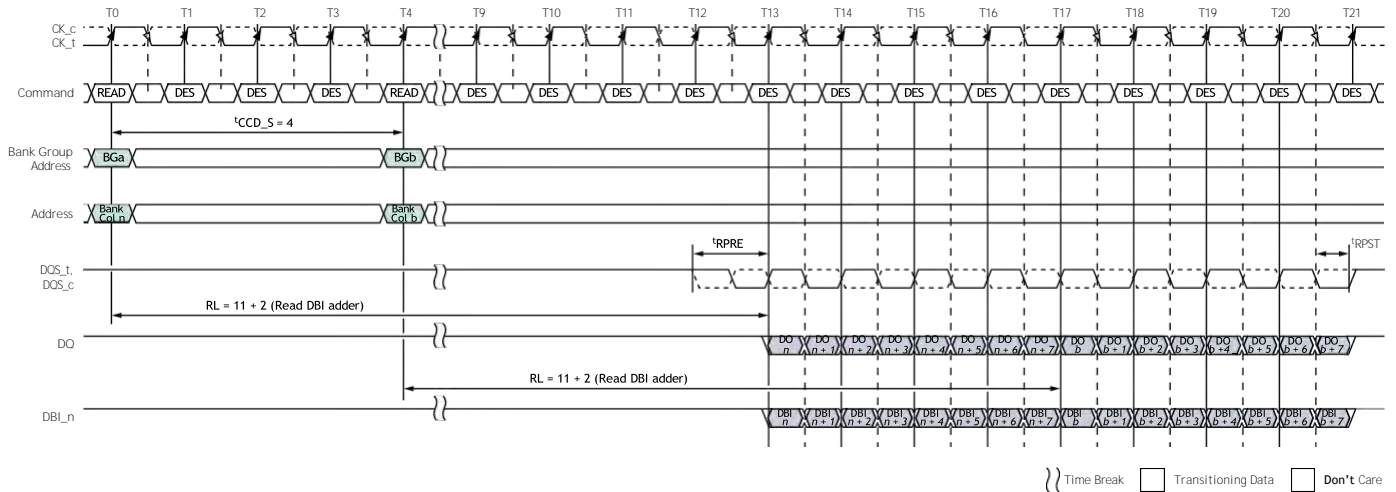 T0 T1 T2 T3 T4 T9 T10 T11 T12 T13 T14 T15 T16 T17 T18 T19 T20 T21
CK_c
CK_t
Command READ DES DES DES READ DES DES DES DES DES DES DES DES DES DES DES DES DES
tCCD_S = 4
Bank Group
Address
BGa BGb
Address
Bank
Col n
Bank
Col b
tRPRE
tRPST
DQS_t,
DQS_c
RL = 11 + 2 (Read DBI adder)
DQ
DO DO DO DO DO DO DO DO DO DO DO DO DO DO DO DO
n n + 1 n + 2 n + 3 n + 4 n + 5 n + 6 n + 7 b b + 1 b + 2 b + 3 b +4 b + 5 b + 6 b + 7
RL = 11 + 2 (Read DBI adder)
DBI_n
DBI DBI DBI DBI DBI DBI DBI DBI DBI DBI DBI DBI DBI DBI DBI DBI
n n + 1 n + 2 n + 3 n + 4 n + 5 n + 6 n + 7 b b + 1 b + 2 b + 3 b + 4 b + 5 b + 6 b + 7
Time Break Transitioning Data Don't Care